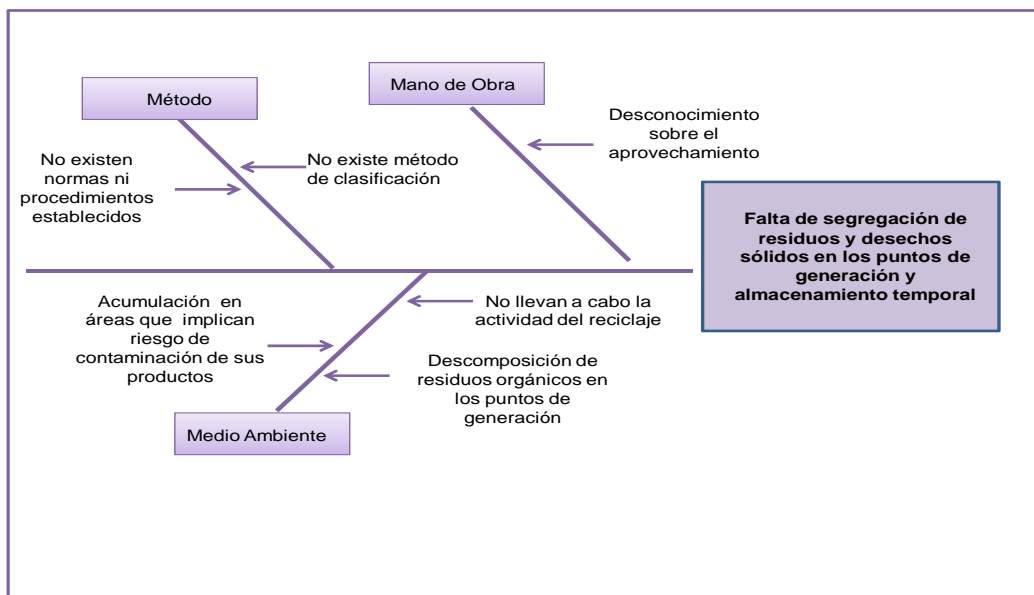 Método
Mano de Obra
No existen
normas ni
procedimientos
establecidos
No existe método
de clasificación
Desconocimiento
sobre el
aprovechamiento
Falta de segregación de
residuos y desechos
sólidos en los puntos de
generación y
almacenamiento temporal
Acumulación en
áreas que implican
riesgo de
contaminación de sus
productos
No llevan a cabo la
actividad del reciclaje
Descomposición de
residuos orgánicos en
los puntos de
generación
Medio Ambiente